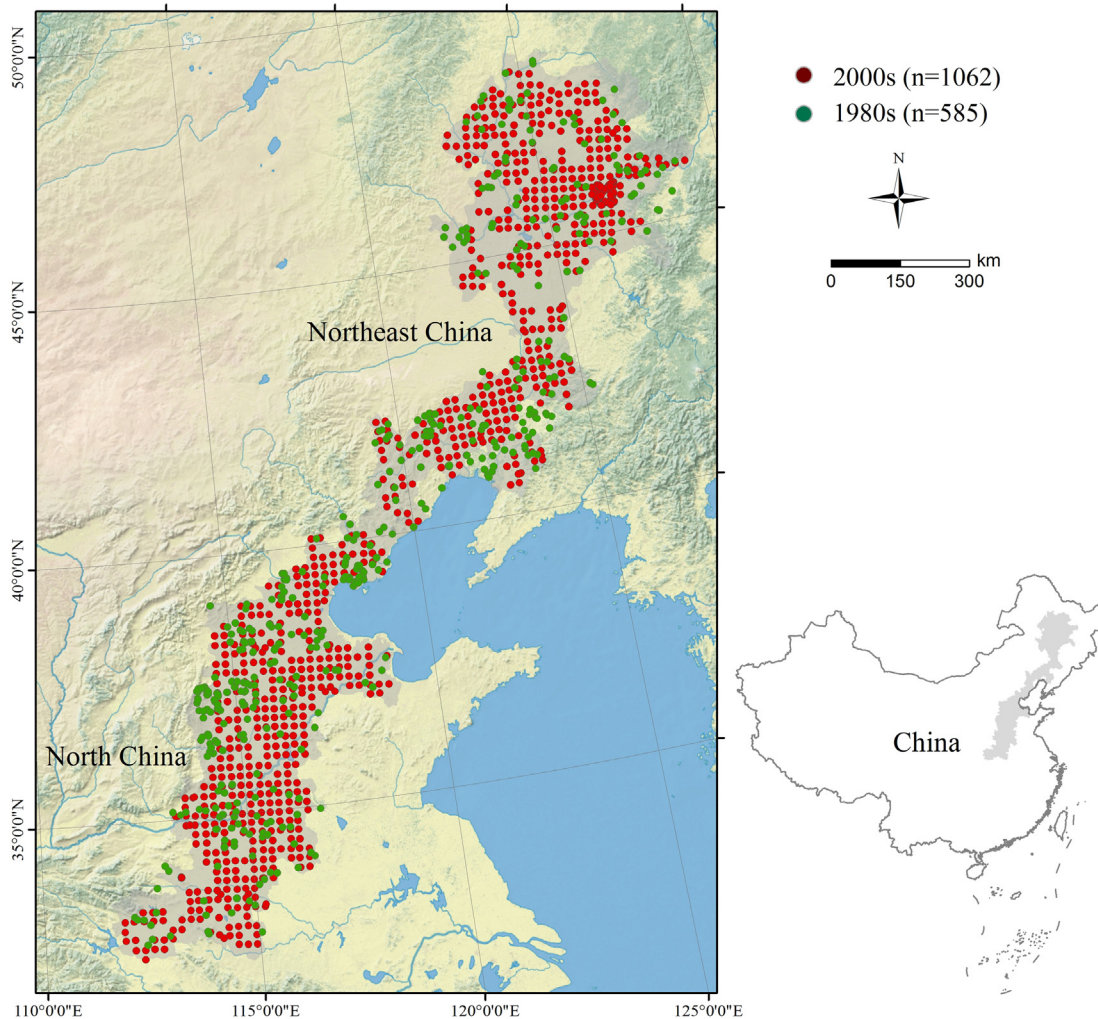 2000s (n=1062)
1980s (n=585)
N
km
0 150 300
50°0'0"N
45°0'0"N
40°0'0"N
35°0'0"N
Northeast China
North China
China
110°0'0"E
115°0'0"E
120°0'0"E
125°0'0"E